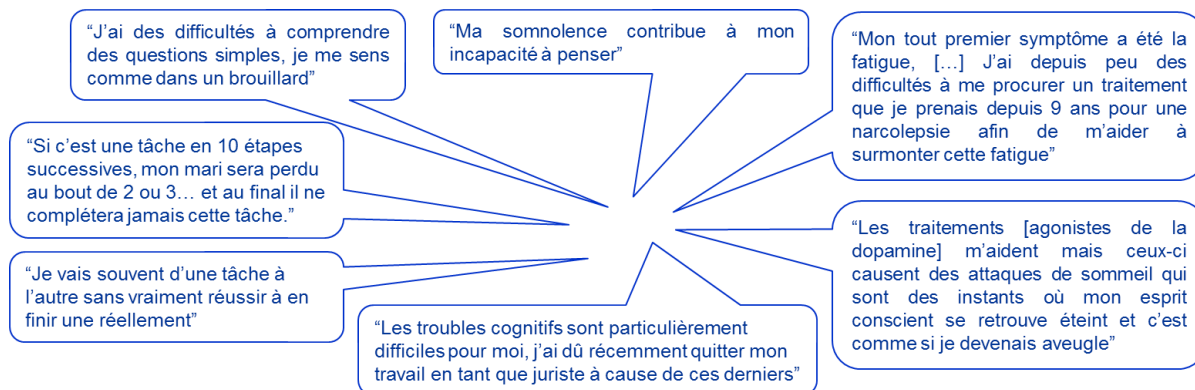 “J’ai des difficultés à comprendre
des questions simples, je me sens
comme dans un brouillard”
“Ma somnolence contribue à mon
incapacité à penser”
“Mon tout premier symptôme a été la
fatigue, […] J’ai depuis peu des
difficultés à me procurer un traitement
que je prenais depuis 9 ans pour une
narcolepsie afin de m’aider à
surmonter cette fatigue”
“Si c’est une tâche en 10 étapes
successives, mon mari sera perdu
au bout de 2 ou 3… et au final il ne
complétera jamais cette tâche.”
“Les traitements [agonistes de la
dopamine] m’aident mais ceux-ci
causent des attaques de sommeil qui
sont des instants où mon esprit
conscient se retrouve éteint et c’est
comme si je devenais aveugle”
“Je vais souvent d’une tâche à
l’autre sans vraiment réussir à en
finir une réellement”
“Les troubles cognitifs sont particulièrement
difficiles pour moi, j’ai dû récemment quitter mon
travail en tant que juriste à cause de ces derniers”